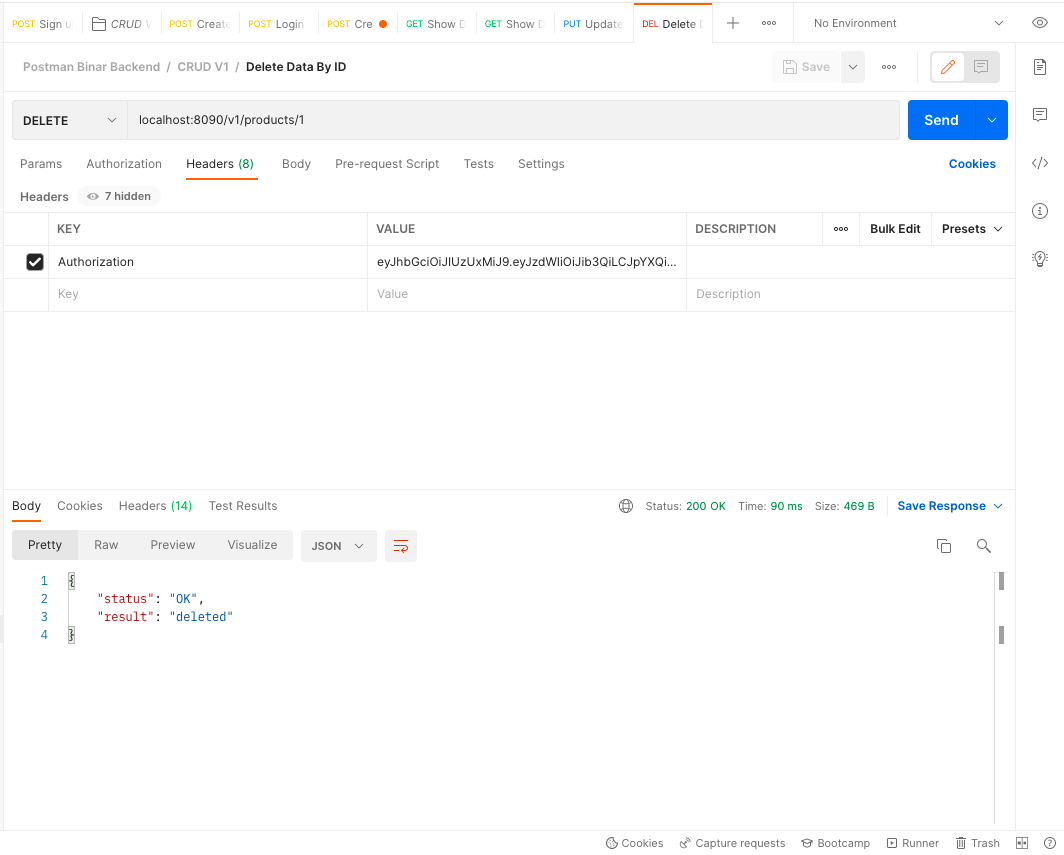 POST Sign u CRUD V POST Create POST Login POST Cre GET Show D GET Show D PUT Update DEL Delete D No Environment
Postman Binar Backend / CRUD V1 / Delete Data By ID Save
DELETE localhost:8090/v1/products/1 Send
Params Authorization Headers (8) Body Pre-request Script Tests Settings Cookies
Headers 7 hidden
KEY VALUE DESCRIPTION Bulk Edit Presets
Authorization eyJhbGciOiJIUzUxMiJ9.eyJzdWIiOiJib3QiLCJpYXQi...
Key Value Description
Body Cookies Headers (14) Test Results Status: 200 OK Time: 90 ms Size: 469 B Save Response
Pretty Raw Preview Visualize JSON
1 {
2 "status": "OK",
3 "result": "deleted"
4 }
Cookies Capture requests Bootcamp Runner Trash